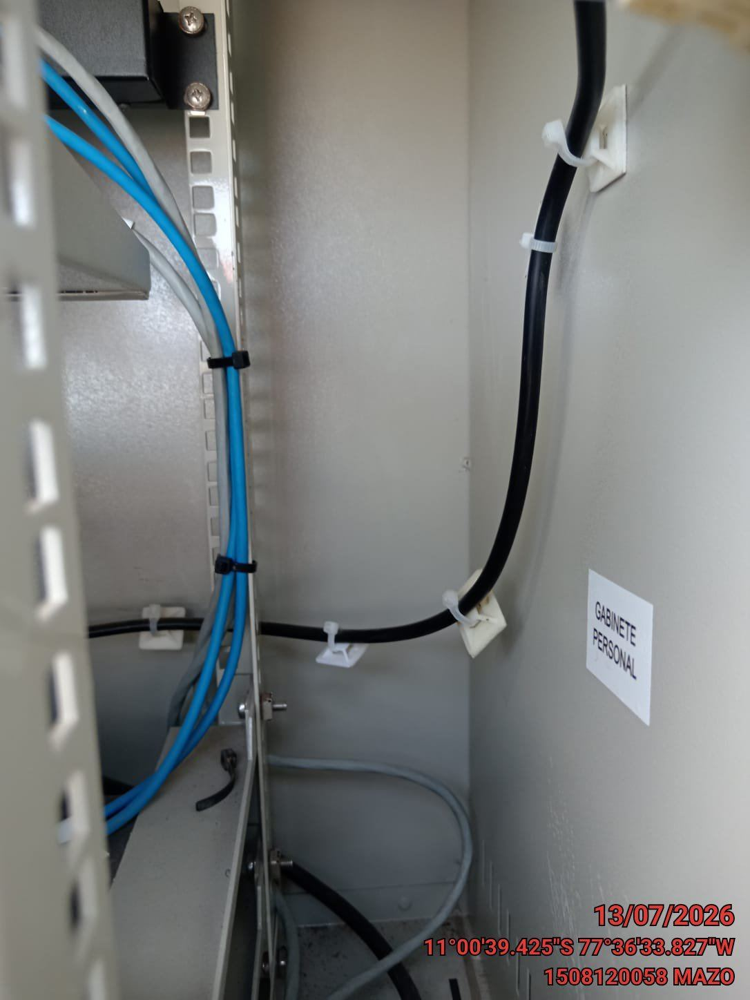 GABINETE
PERSONAL
13/07/2026
11°00'39.425"S 77°36'33.827"W
1508120058 MAZO